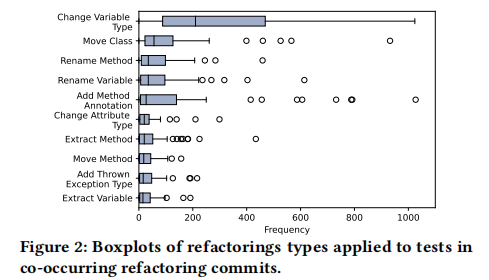 Change Variable
Type
Move Class
Rename Method
Rename Variable
Add Method
Annotation
Change Attribute
Type
Extract Method
Move Method
Add Thrown
Exception Type
Extract Variable
0 200 400 600 800 1000
Frequency
Figure 2: Boxplots of refactorings types applied to tests in
co-occurring refactoring commits.